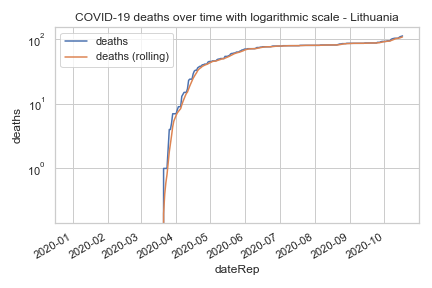 COVID-19 deaths over time with logarithmic scale - Lithuania
deaths
deaths (rolling)
10²
10¹
10⁰
deaths
2020-01
2020-02
2020-03
2020-04
2020-05
2020-06
2020-07
2020-08
2020-09
2020-10
dateRep